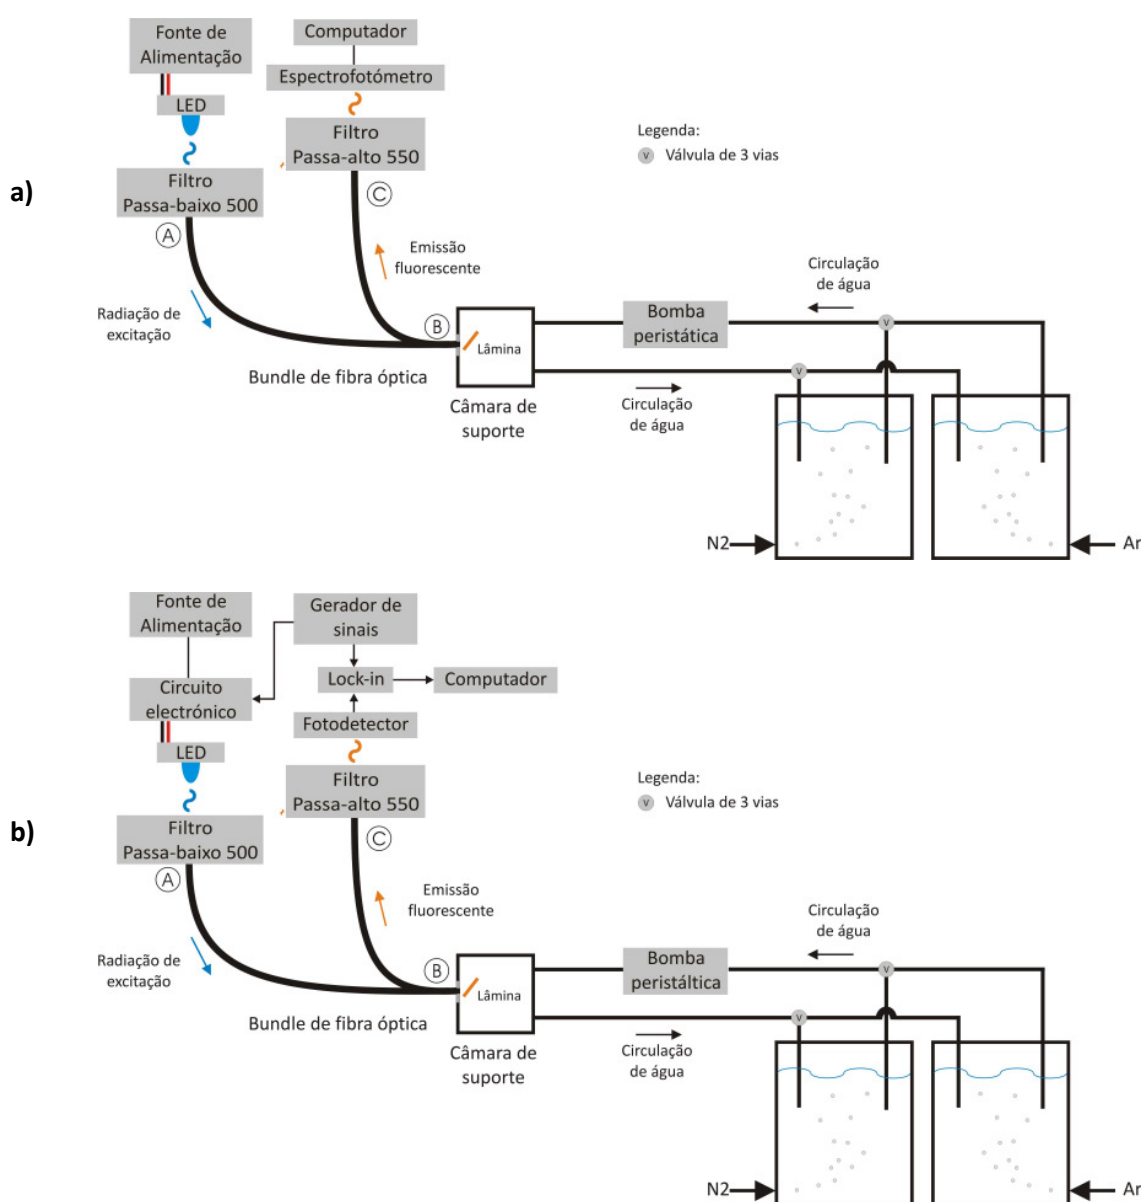 a)
Fonte de
Alimentação
LED
Filtro
Passa-baixo 500
A
Radiação de
excitação
Computador
Espectrofotómetro
Filtro
Passa-alto 550
C
Emissão
fluorescente
B
Bundle de fibra óptica
Lâmina
Câmara de
suporte
Legenda:
v Válvula de 3 vias
Circulação
de água
Bomba
peristática
v
v
Circulação
de água
N2
Ar
b)
Fonte de
Alimentação
Circuito
electrónico
LED
Filtro
Passa-baixo 500
A
Radiação de
excitação
Gerador de
sinais
Lock-in
Computador
Fotodetector
Filtro
Passa-alto 550
C
Emissão
fluorescente
B
Bundle de fibra óptica
Lâmina
Câmara de
suporte
Legenda:
v Válvula de 3 vias
Circulação
de água
Bomba
peristáltica
v
v
Circulação
de água
N2
Ar